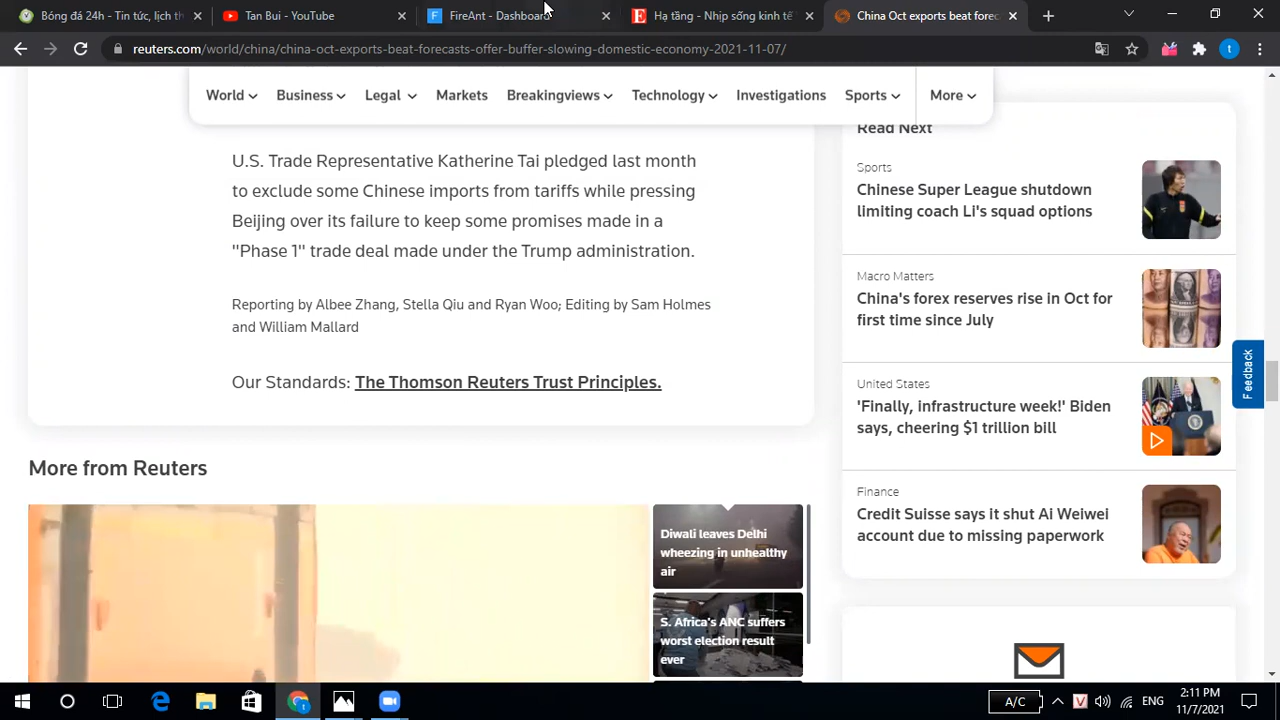 Bóng đá 24h - Tin tức, lịch th
Tan Bui - YouTube
FireAnt - Dashboard
Hạ tầng - Nhịp sống kinh tế
China Oct exports beat forec
reuters.com/world/china/china-oct-exports-beat-forecasts-offer-buffer-slowing-domestic-economy-2021-11-07/
t
World
Business
Legal
Markets
Breakingviews
Technology
Investigations
Sports
More
U.S. Trade Representative Katherine Tai pledged last month
to exclude some Chinese imports from tariffs while pressing
Beijing over its failure to keep some promises made in a
"Phase 1" trade deal made under the Trump administration.
Reporting by Albee Zhang, Stella Qiu and Ryan Woo; Editing by Sam Holmes
and William Mallard
Our Standards: The Thomson Reuters Trust Principles.
More from Reuters
Diwali leaves Delhi
wheezing in unhealthy
air
S. Africa's ANC suffers
worst election result
ever
Read Next
Sports
Chinese Super League shutdown
limiting coach Li's squad options
Macro Matters
China's forex reserves rise in Oct for
first time since July
United States
'Finally, infrastructure week!' Biden
says, cheering $1 trillion bill
Finance
Credit Suisse says it shut Ai Weiwei
account due to missing paperwork
Feedback
A/C
V
ENG
2:11 PM
11/7/2021